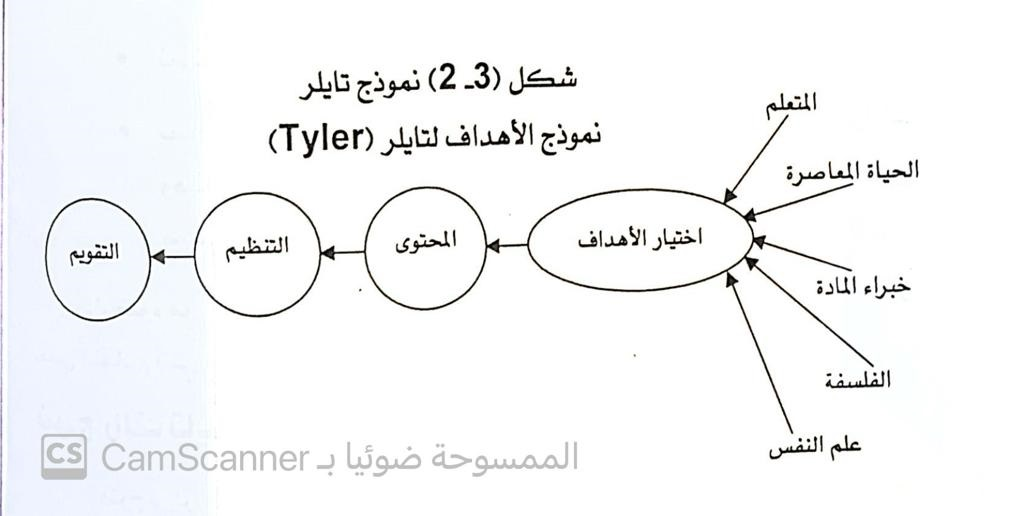 شكل (3ـ 2) نموذج تايلر
نموذج الأهداف لتايلر (Tyler)
المتعلم
الحياة المعاصرة
خبراء المادة
الفلسفة
علم النفس
اختيار الأهداف
المحتوى
التنظيم
التقويم
CS الممسوحة ضوئيا بـ CamScanner